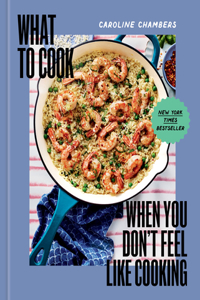 CAROLINE CHAMBERS
WHAT
TO COOK
NEW YORK
TIMES
BESTSELLER
WHEN YOU
DON'T FEEL
LIKE COOKING